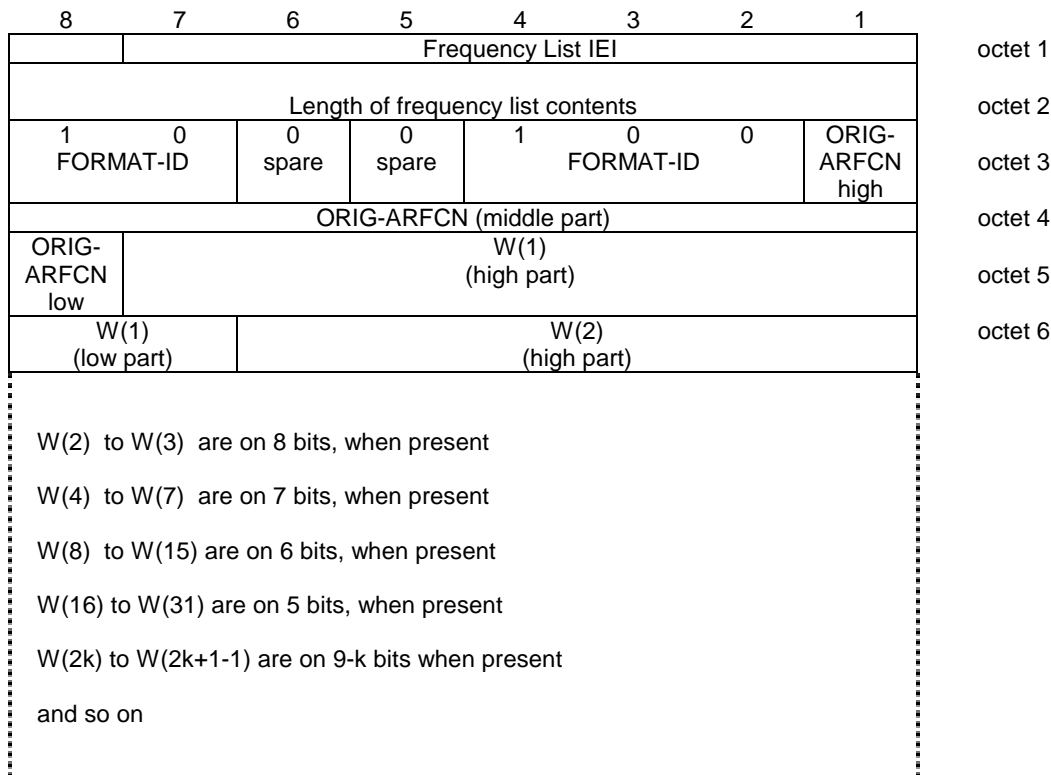 8 7 6 5 4 3 2 1
Frequency List IEI octet 1
Length of frequency list contents octet 2
1 0 0 0 1 0 0 ORIG-
FORMAT-ID spare spare FORMAT-ID ARFCN octet 3
high
ORIG-ARFCN (middle part) octet 4
ORIG- W(1)
ARFCN (high part) octet 5
low
W(1) W(2) octet 6
(low part) (high part)
W(2) to W(3) are on 8 bits, when present
W(4) to W(7) are on 7 bits, when present
W(8) to W(15) are on 6 bits, when present
W(16) to W(31) are on 5 bits, when present
W(2k) to W(2k+1-1) are on 9-k bits when present
and so on